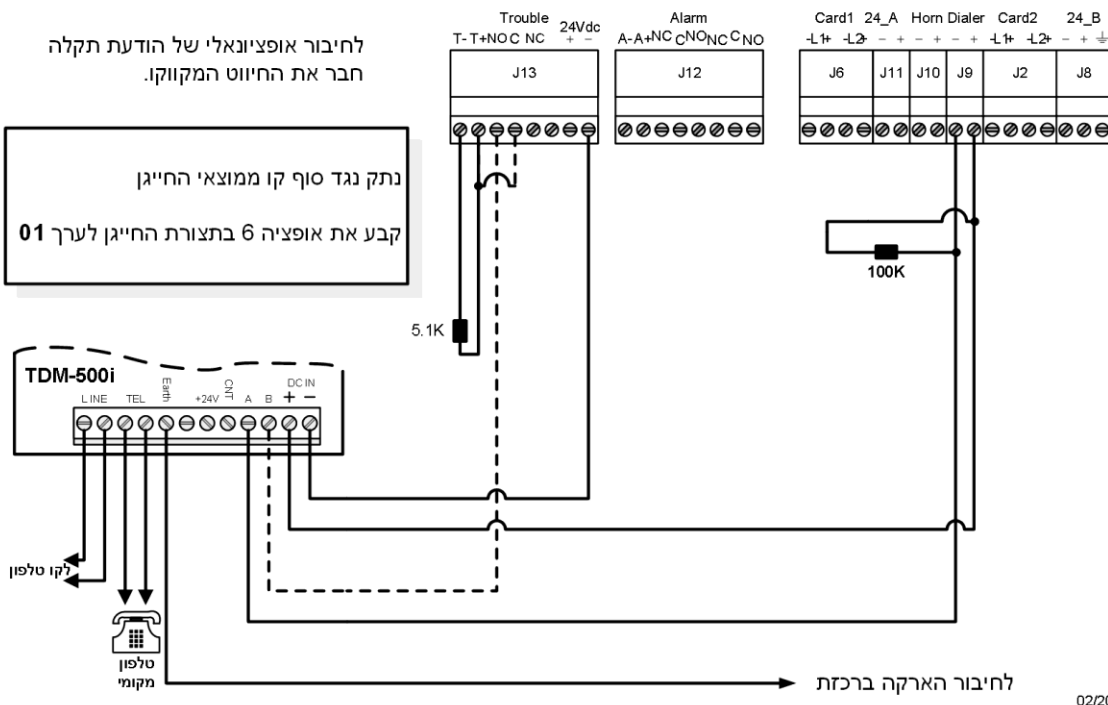 לחיבור אופציונאלי של הודעת תקלה
חבר את החיווט המקווקו.
Trouble
T- T+ NO C NC 24Vdc + −
J13
Alarm
A- A+ NC C NO NC C NO
J12
Card1 24_A Horn Dialer Card2 24_B
-L1+ -L2+ − + − + − + -L1+ -L2+ − +
J6 J11 J10 J9 J2 J8
נתק נגד סוף קו ממוצאי החייגן
קבע את אופציה 6 בתצורת החייגן לערך 01
100K
5.1K
TDM-500i
LINE TEL Earth +24V CNT A B DC IN + −
לקו טלפון
טלפון
מקומי
לחיבור הארקה ברכזת
02/20